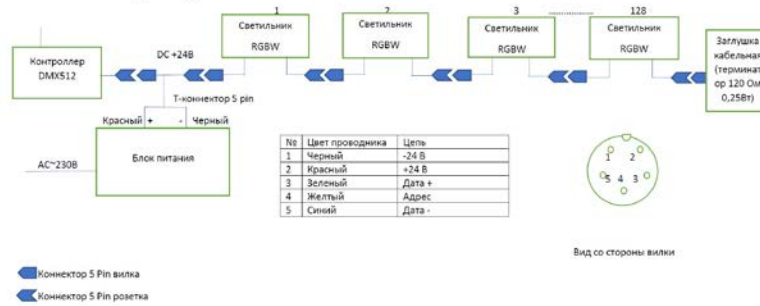 1 2 3 ............ 128
Светильник RGBW
Светильник RGBW
Светильник RGBW
Светильник RGBW
Контроллер
DMX512
DC +24В
Заглушка
кабельная
(терминат
ор 120 Ом
0,25Вт)
Т-коннектор 5 pin
Красный + - Черный
AC~230В
Блок питания
№ Цвет проводника Цепь
1 Черный -24 В
2 Красный +24 В
3 Зеленый Дата +
4 Желтый Адрес
5 Синий Дата -
1 2
5 4 3
Вид со стороны вилки
Коннектор 5 Pin вилка
Коннектор 5 Pin розетка